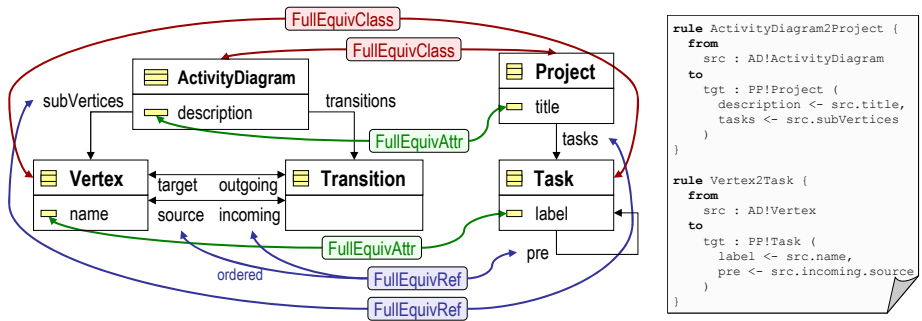 FullEquivClass
FullEquivClass
ActivityDiagram
Project
subVertices
description
transitions
title
FullEquivAttr
tasks
Vertex
target outgoing
Transition
Task
name
source incoming
label
FullEquivAttr
pre
ordered
FullEquivRef
FullEquivRef
rule ActivityDiagram2Project {
from
src : AD!ActivityDiagram
to
tgt : PP!Project (
description <- src.title,
tasks <- src.subVertices
)
}
rule Vertex2Task {
from
src : AD!Vertex
to
tgt : PP!Task (
label <- src.name,
pre <- src.incoming.source
)
}